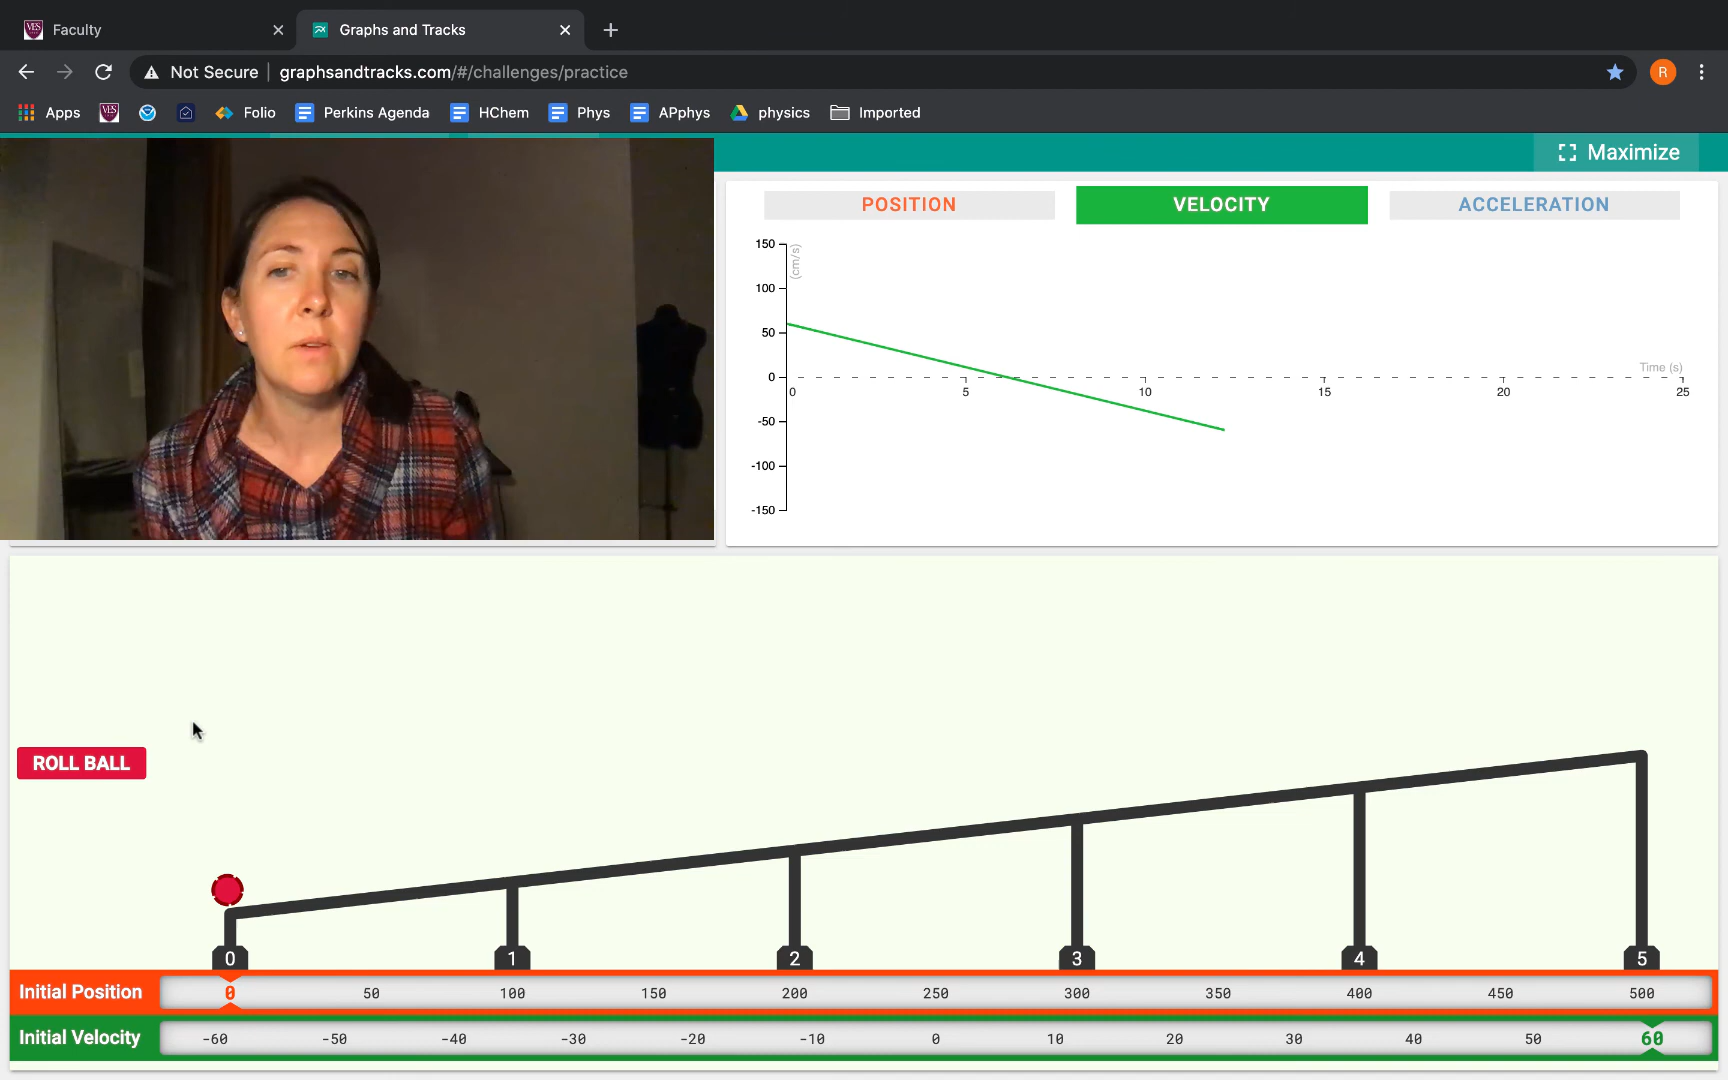 Faculty
Graphs and Tracks
Not Secure graphsandtracks.com/#/challenges/practice
R
Apps VES Folio Perkins Agenda HChem Phys APphys physics Imported
Maximize
POSITION VELOCITY ACCELERATION
(cm/s)
150
100
50
0
-50
-100
-150
Time (s)
0 5 10 15 20 25
ROLL BALL
0 1 2 3 4 5
Initial Position 0 50 100 150 200 250 300 350 400 450 500
Initial Velocity -60 -50 -40 -30 -20 -10 0 10 20 30 40 50 60